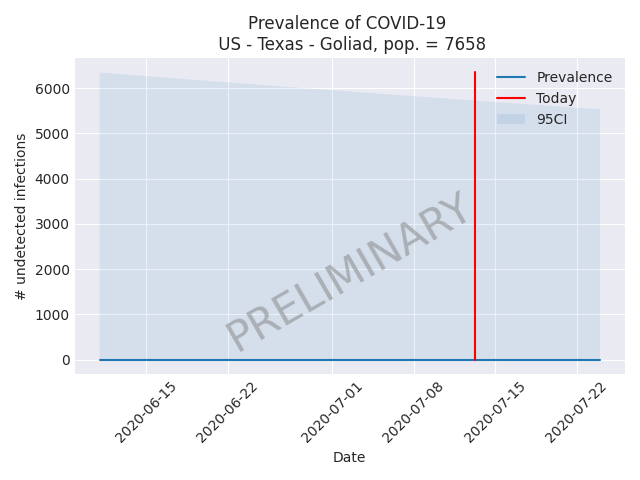 Prevalence of COVID-19
US - Texas - Goliad, pop. = 7658
Prevalence
Today
95CI
# undetected infections
6000
5000
4000
3000
2000
1000
0
PRELIMINARY
2020-06-15
2020-06-22
2020-07-01
2020-07-08
2020-07-15
2020-07-22
Date